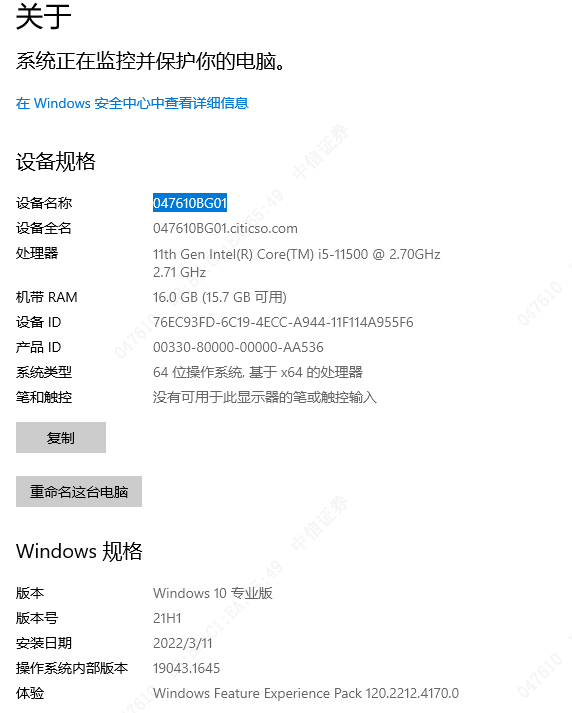 关于
系统正在监控并保护你的电脑。
在 Windows 安全中心中查看详细信息
设备规格
设备名称 047610BG01
设备全名 047610BG01.citicso.com
处理器 11th Gen Intel(R) Core(TM) i5-11500 @ 2.70GHz
2.71 GHz
机带 RAM 16.0 GB (15.7 GB 可用)
设备 ID 76EC93FD-6C19-4ECC-A944-11F114A955F6
产品 ID 00330-80000-00000-AA536
系统类型 64 位操作系统, 基于 x64 的处理器
笔和触控 没有可用于此显示器的笔或触控输入
复制
重命名这台电脑
Windows 规格
版本 Windows 10 专业版
版本号 21H1
安装日期 2022/3/11
操作系统内部版本 19043.1645
体验 Windows Feature Experience Pack 120.2212.4170.0
中信证券
047610
中信证券
047610